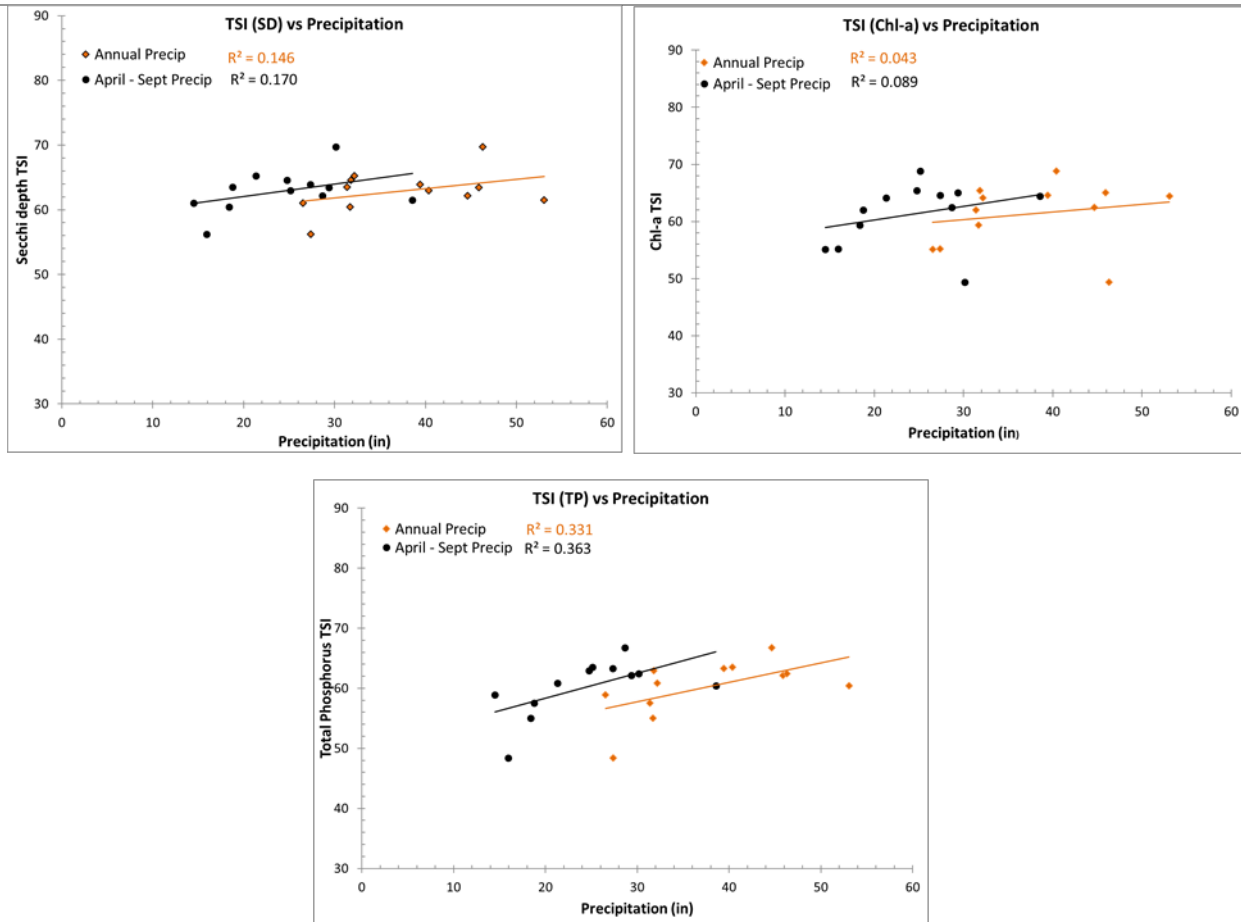 TSI (SD) vs Precipitation
Annual Precip R² = 0.146
April - Sept Precip R² = 0.170
90
80
70
60
50
40
30
Secchi depth TSI
0 10 20 30 40 50 60
Precipitation (in)
TSI (Chl-a) vs Precipitation
Annual Precip R² = 0.043
April - Sept Precip R² = 0.089
90
80
70
60
50
40
30
Chl-a TSI
0 10 20 30 40 50 60
Precipitation (in)
TSI (TP) vs Precipitation
Annual Precip R² = 0.331
April - Sept Precip R² = 0.363
90
80
70
60
50
40
30
Total Phosphorus TSI
0 10 20 30 40 50 60
Precipitation (in)